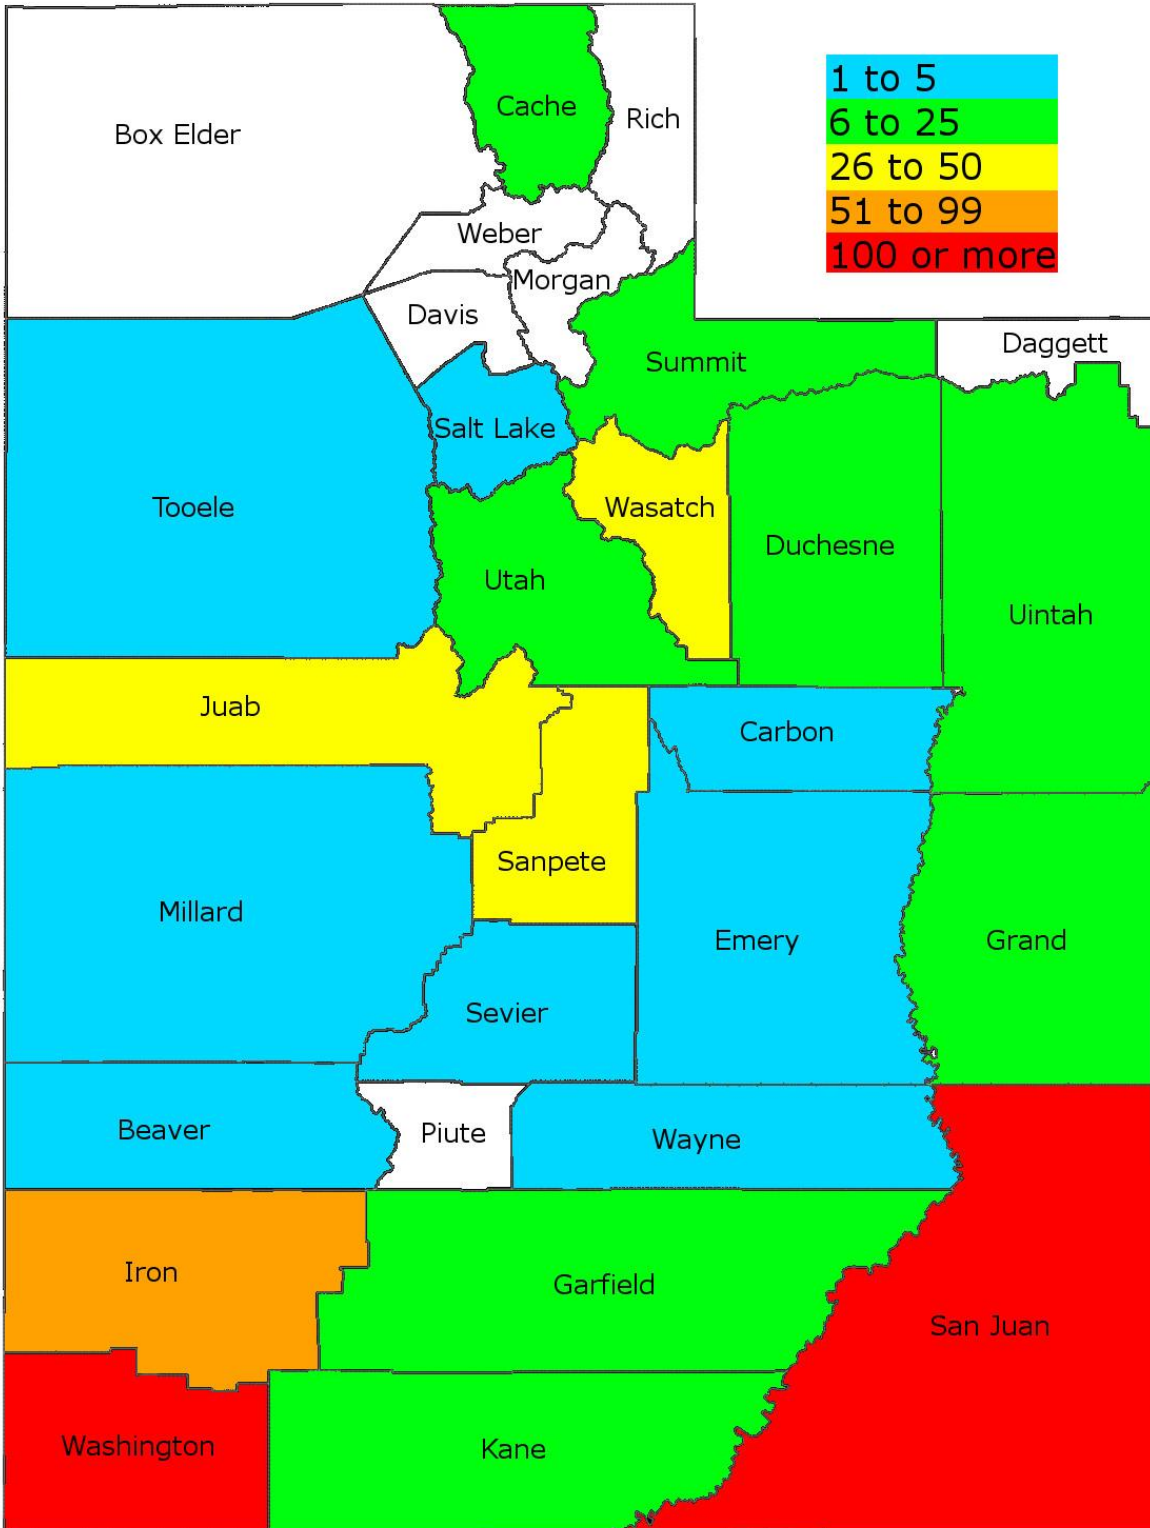 Cache
Rich
Box Elder
1 to 5
6 to 25
26 to 50
51 to 99
100 or more
Weber
Morgan
Davis
Daggett
Summit
Salt Lake
Tooele
Wasatch
Duchesne
Utah
Uintah
Juab
Carbon
Sanpete
Millard
Emery
Grand
Sevier
Beaver
Piute
Wayne
Iron
Garfield
San Juan
Washington
Kane